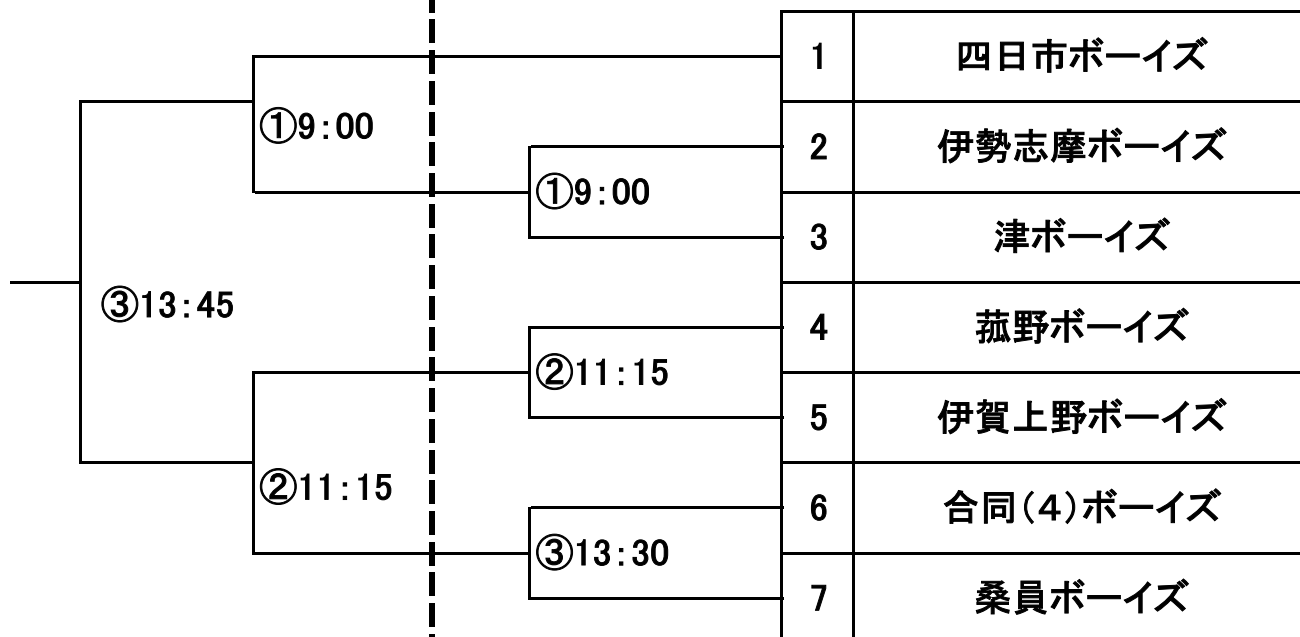 1 四日市ボーイズ
①9:00
2 伊勢志摩ボーイズ
①9:00
3 津ボーイズ
③13:45
4 菰野ボーイズ
②11:15
5 伊賀上野ボーイズ
②11:15
6 合同(4)ボーイズ
③13:30
7 桑員ボーイズ